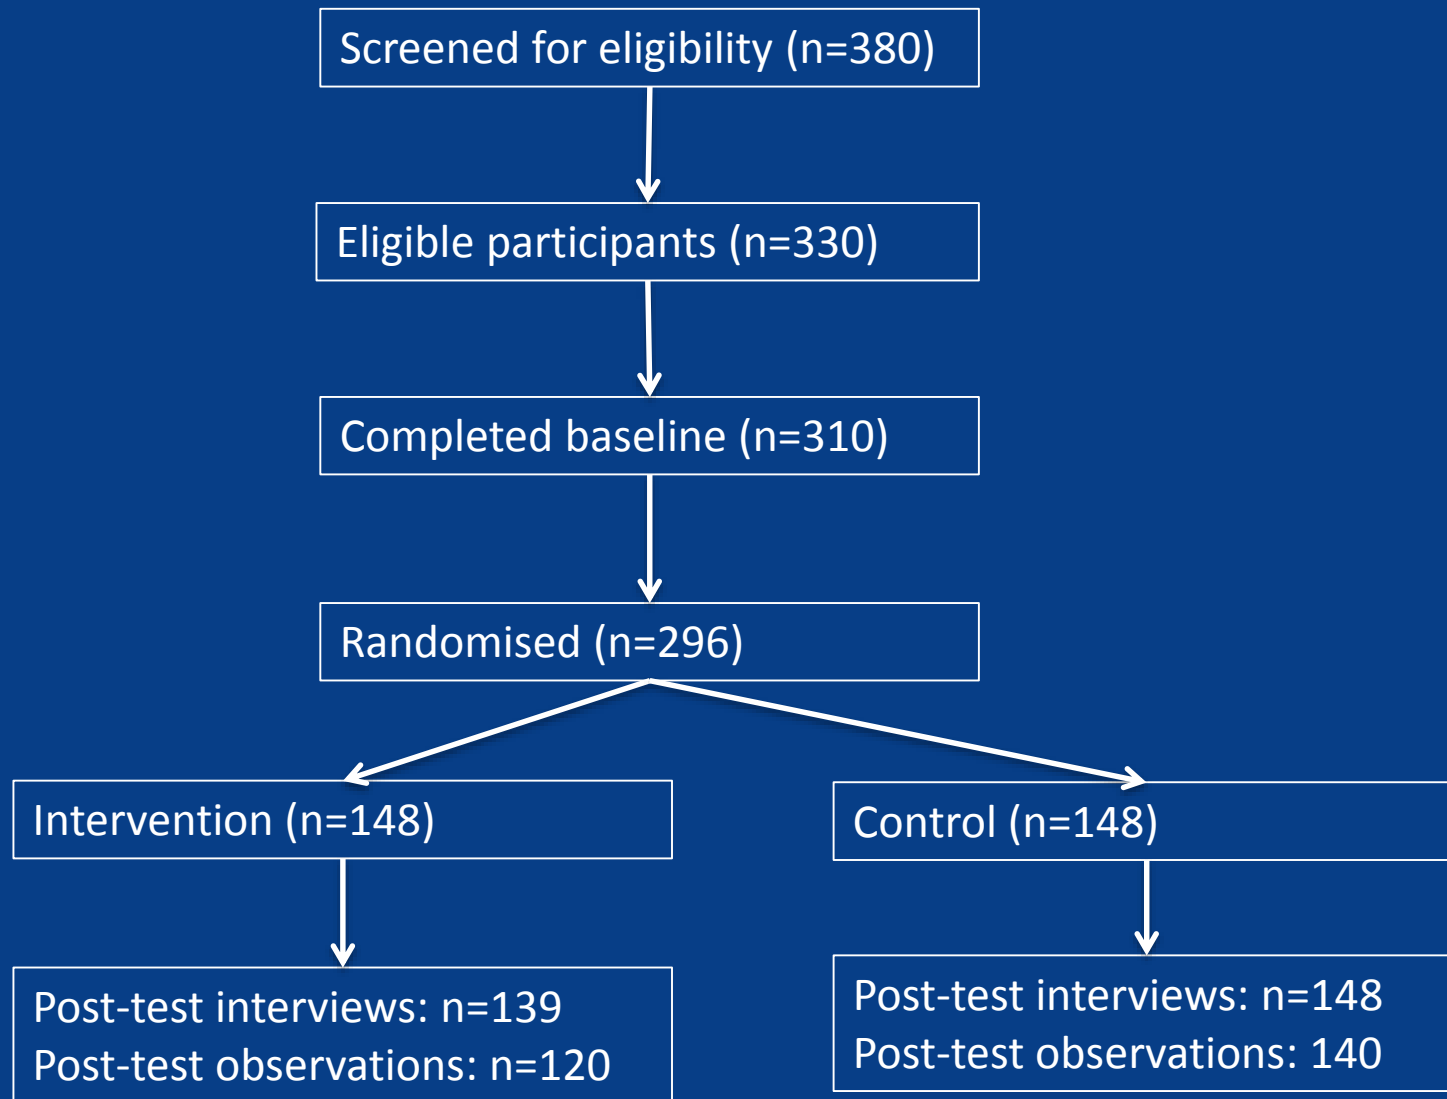 Screened for eligibility (n=380)
Eligible participants (n=330)
Completed baseline (n=310)
Randomised (n=296)
Intervention (n=148)
Control (n=148)
Post-test interviews: n=139
Post-test observations: n=120
Post-test interviews: n=148
Post-test observations: 140